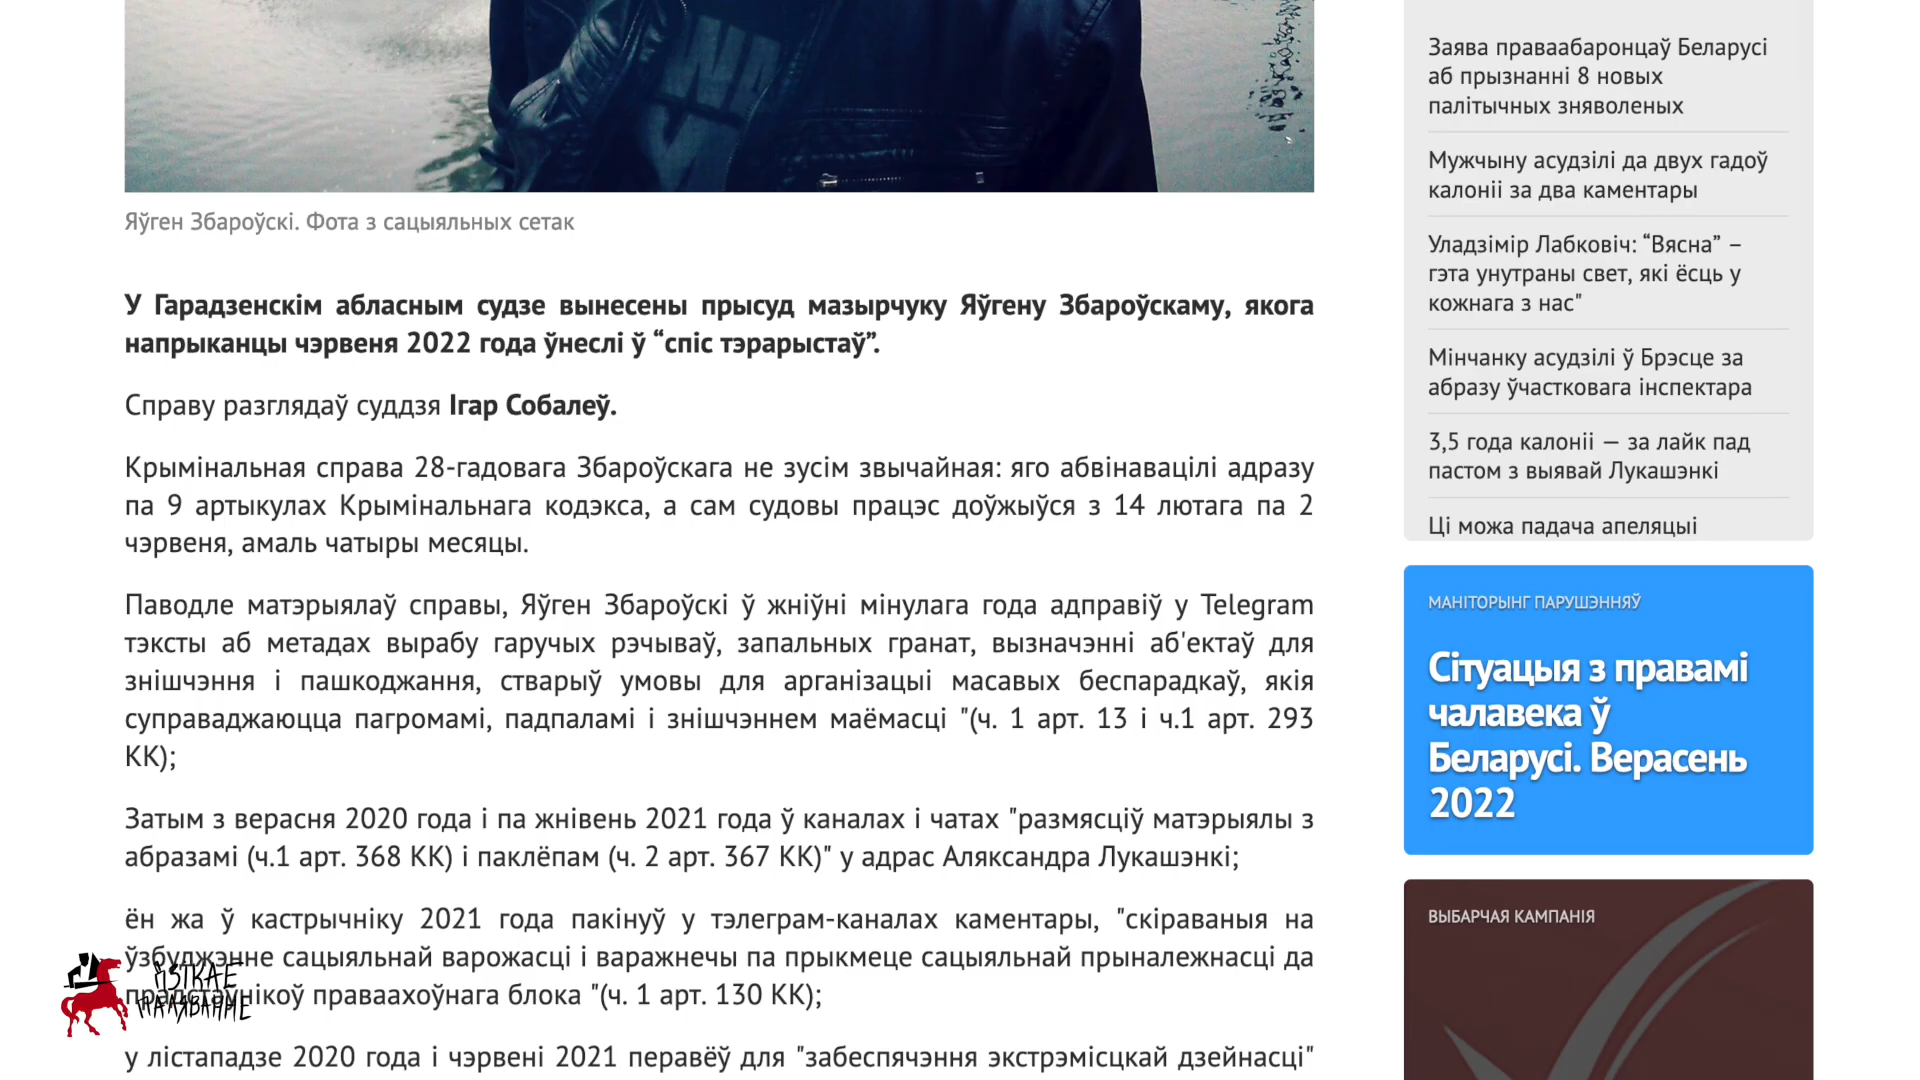 Яўген Збароўскі. Фота з сацыяльных сетак
У Гарадзенскім абласным судзе вынесены прысуд мазырчуку Яўгену Збароўскаму, якога
напрыканцы чэрвеня 2022 года ўнеслі ў “спіс тэрарыстаў”.
Справу разглядаў суддзя Ігар Собалеў.
Крымінальная справа 28-гадовага Збароўскага не зусім звычайная: яго абвінавацілі адразу
па 9 артыкулах Крымінальнага кодэкса, а сам судовы працэс доўжыўся з 14 лютага па 2
чэрвеня, амаль чатыры месяцы.
Паводле матэрыялаў справы, Яўген Збароўскі ў жніўні мінулага года адправіў у Telegram
тэксты аб метадах вырабу гаручых рэчываў, запальных гранат, вызначэнні аб'ектаў для
знішчэння і пашкоджання, стварыў умовы для арганізацыі масавых беспарадкаў, якія
суправаджаюцца пагромамі, падпаламі і знішчэннем маёмасці "(ч. 1 арт. 13 і ч.1 арт. 293
КК);
Затым з верасня 2020 года і па жнівень 2021 года ў каналах і чатах "размясціў матэрыялы з
абразамі (ч.1 арт. 368 КК) і паклёпам (ч. 2 арт. 367 КК)" у адрас Аляксандра Лукашэнкі;
ён жа ў кастрычніку 2021 года пакінуў у тэлеграм-каналах каментары, "скіраваныя на
ўзбуджэнне сацыяльнай варожасці і варажнечы па прыкмеце сацыяльнай прыналежнасці да
прадстаўнікоў праваахоўнага блока "(ч. 1 арт. 130 КК);
у лістападзе 2020 года і чэрвені 2021 перавёў для "забеспячэння экстрэмісцкай дзейнасці"
Заява праваабаронцаў Беларусі
аб прызнанні 8 новых
палітычных зняволеных
Мужчыну асудзілі да двух гадоў
калоніі за два каментары
Уладзімір Лабковіч: “Вясна” –
гэта унутраны свет, які ёсць у
кожнага з нас"
Мінчанку асудзілі ў Брэсце за
абразу ўчастковага інспектара
3,5 года калоніі — за лайк пад
пастом з выявай Лукашэнкі
Ці можа падача апеляцыі
МАНІТОРЫНГ ПАРУШЭННЯЎ
Сітуацыя з правамі
чалавека ў
Беларусі. Верасень
2022
ВЫБАРЧАЯ КАМПАНІЯ
ДЗІКАЕ
ПАЛЯВАННЕ